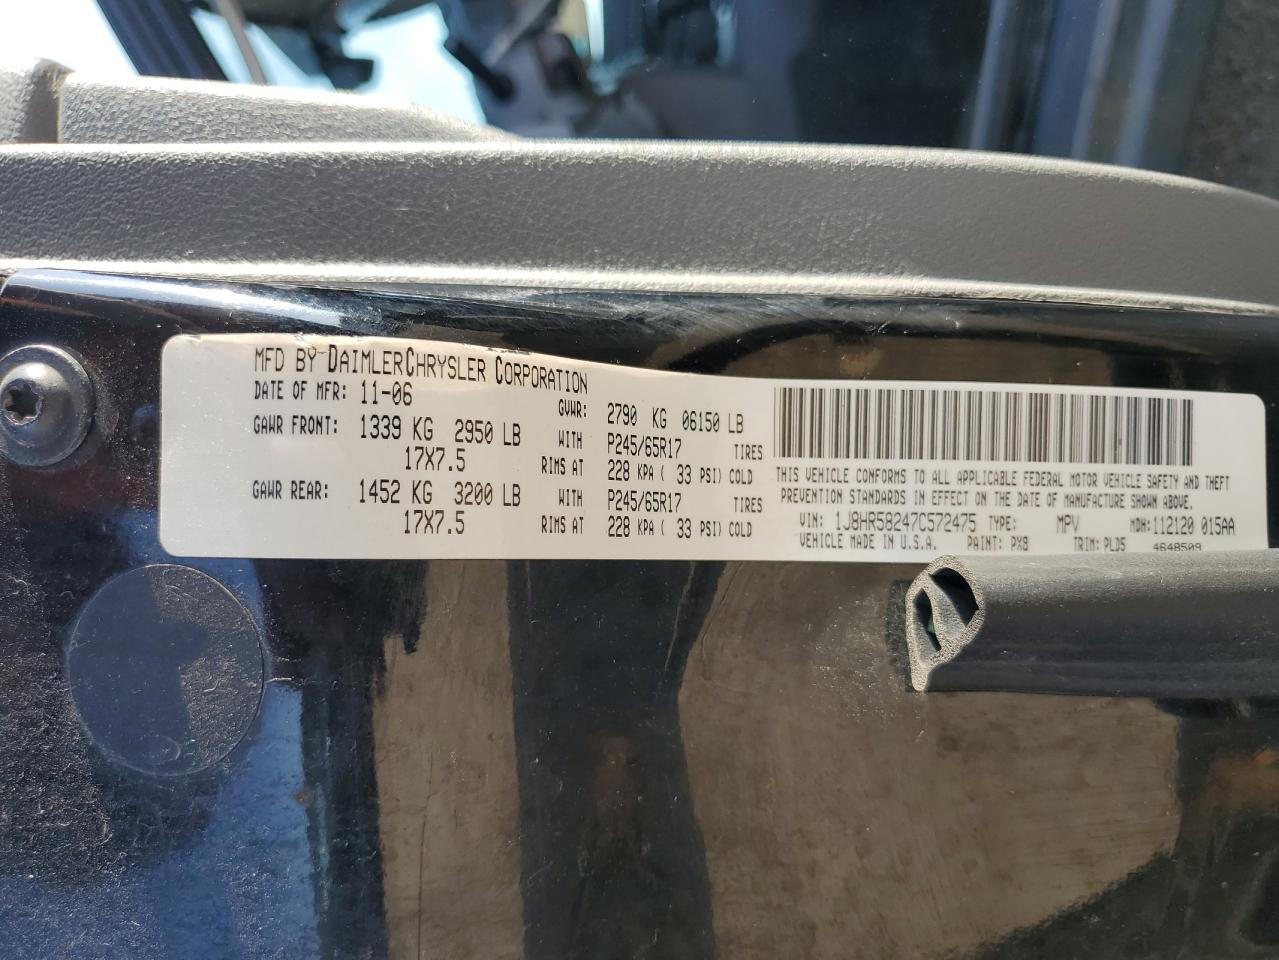 MFD BY DAIMLERCHRYSLER CORPORATION
DATE OF MFR: 11-06 GVWR: 2790 KG 06150 LB
GAWR FRONT: 1339 KG 2950 LB WITH P245/65R17 TIRES
17X7.5 RIMS AT 228 KPA ( 33 PSI) COLD
GAWR REAR: 1452 KG 3200 LB WITH P245/65R17 TIRES
17X7.5 RIMS AT 228 KPA ( 33 PSI) COLD
THIS VEHICLE CONFORMS TO ALL APPLICABLE FEDERAL MOTOR VEHICLE SAFETY AND THEFT
PREVENTION STANDARDS IN EFFECT ON THE DATE OF MANUFACTURE SHOWN ABOVE.
VIN: 1J8HR58247C572475 TYPE: MPV MDH:112120 015AA
VEHICLE MADE IN U.S.A. PAINT: PX8 TRIM: PLD5 4648509